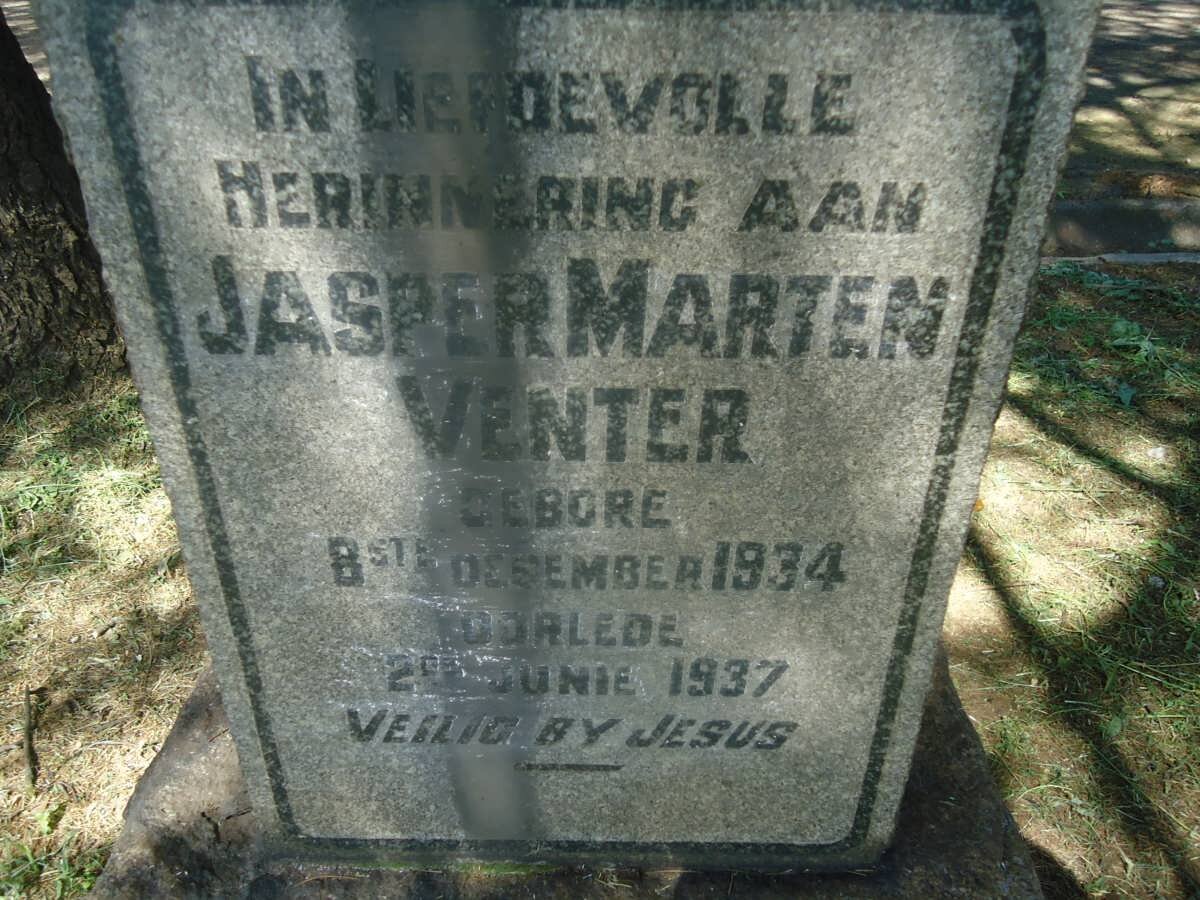 IN LIEFDEVOLLE
HERINNERING AAN
JASPER MARTEN
VENTER
GEBORE
8STE DESEMBER 1934
OORLEDE
2DE JUNIE 1937
VEILIG BY JESUS